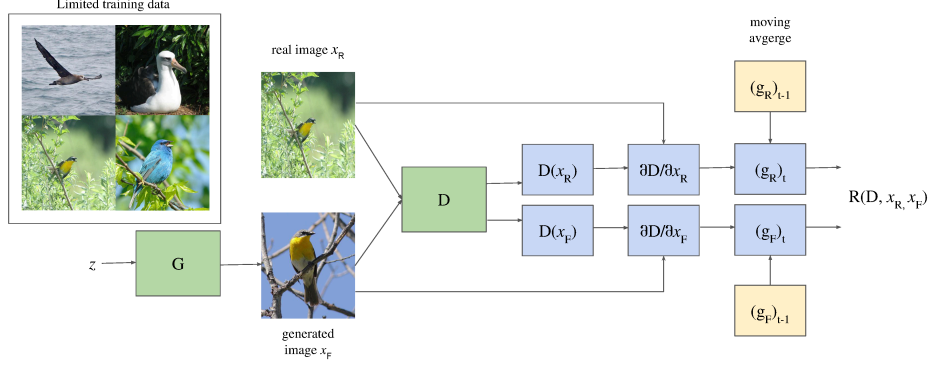 Limited training data
real image x_R
moving
avgerge
(g_R)_t-1
D(x_R)
∂D/∂x_R
(g_R)_t
D
R(D, x_R, x_F)
D(x_F)
∂D/∂x_F
(g_F)_t
z
G
(g_F)_t-1
generated
image x_F